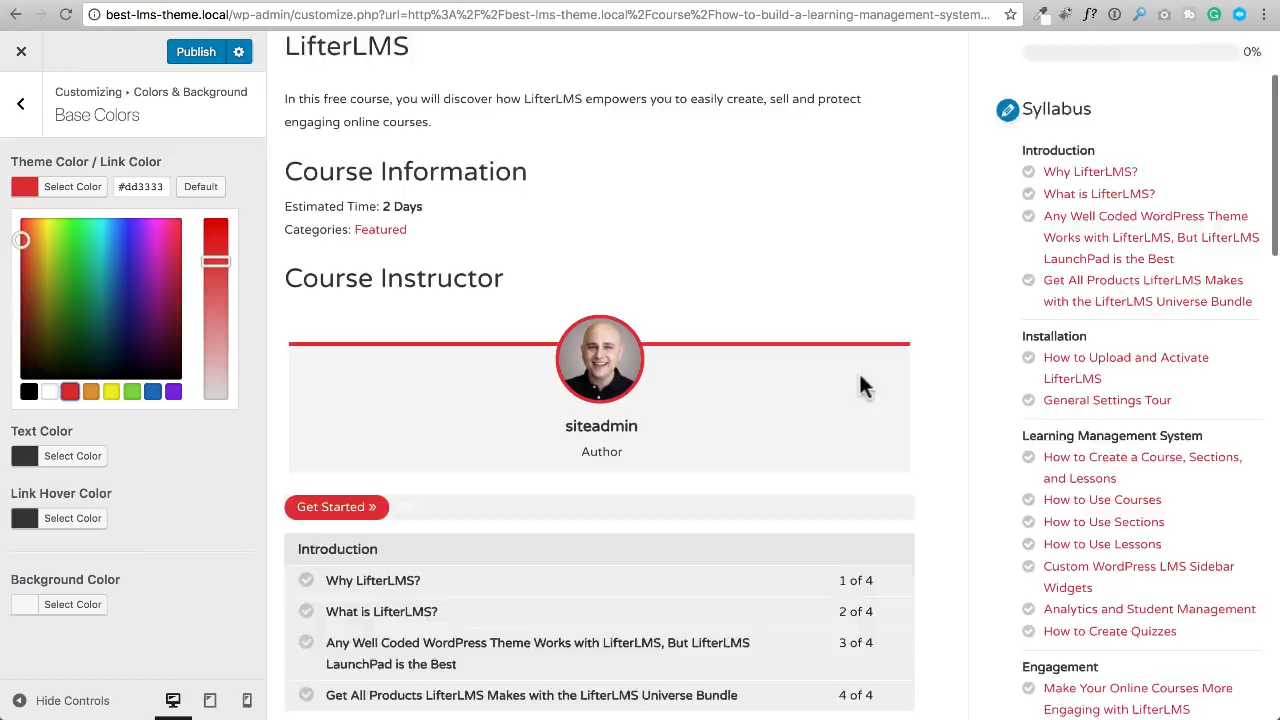 best-lms-theme.local/wp-admin/customize.php?url=http%3A%2F%2Fbest-lms-theme.local%2Fcourse%2Fhow-to-build-a-learning-management-system...
Publish
Customizing ▸ Colors & Background
Base Colors
Theme Color / Link Color
Select Color
#dd3333
Default
Text Color
Select Color
Link Hover Color
Select Color
Background Color
Select Color
Hide Controls
LifterLMS
In this free course, you will discover how LifterLMS empowers you to easily create, sell and protect
engaging online courses.
Course Information
Estimated Time: 2 Days
Categories: Featured
Course Instructor
siteadmin
Author
Get Started »
Introduction
Why LifterLMS? 1 of 4
What is LifterLMS? 2 of 4
Any Well Coded WordPress Theme Works with LifterLMS, But LifterLMS 3 of 4
LaunchPad is the Best
Get All Products LifterLMS Makes with the LifterLMS Universe Bundle 4 of 4
0%
Syllabus
Introduction
Why LifterLMS?
What is LifterLMS?
Any Well Coded WordPress Theme
Works with LifterLMS, But LifterLMS
LaunchPad is the Best
Get All Products LifterLMS Makes
with the LifterLMS Universe Bundle
Installation
How to Upload and Activate
LifterLMS
General Settings Tour
Learning Management System
How to Create a Course, Sections,
and Lessons
How to Use Courses
How to Use Sections
How to Use Lessons
Custom WordPress LMS Sidebar
Widgets
Analytics and Student Management
How to Create Quizzes
Engagement
Make Your Online Courses More
Engaging with LifterLMS